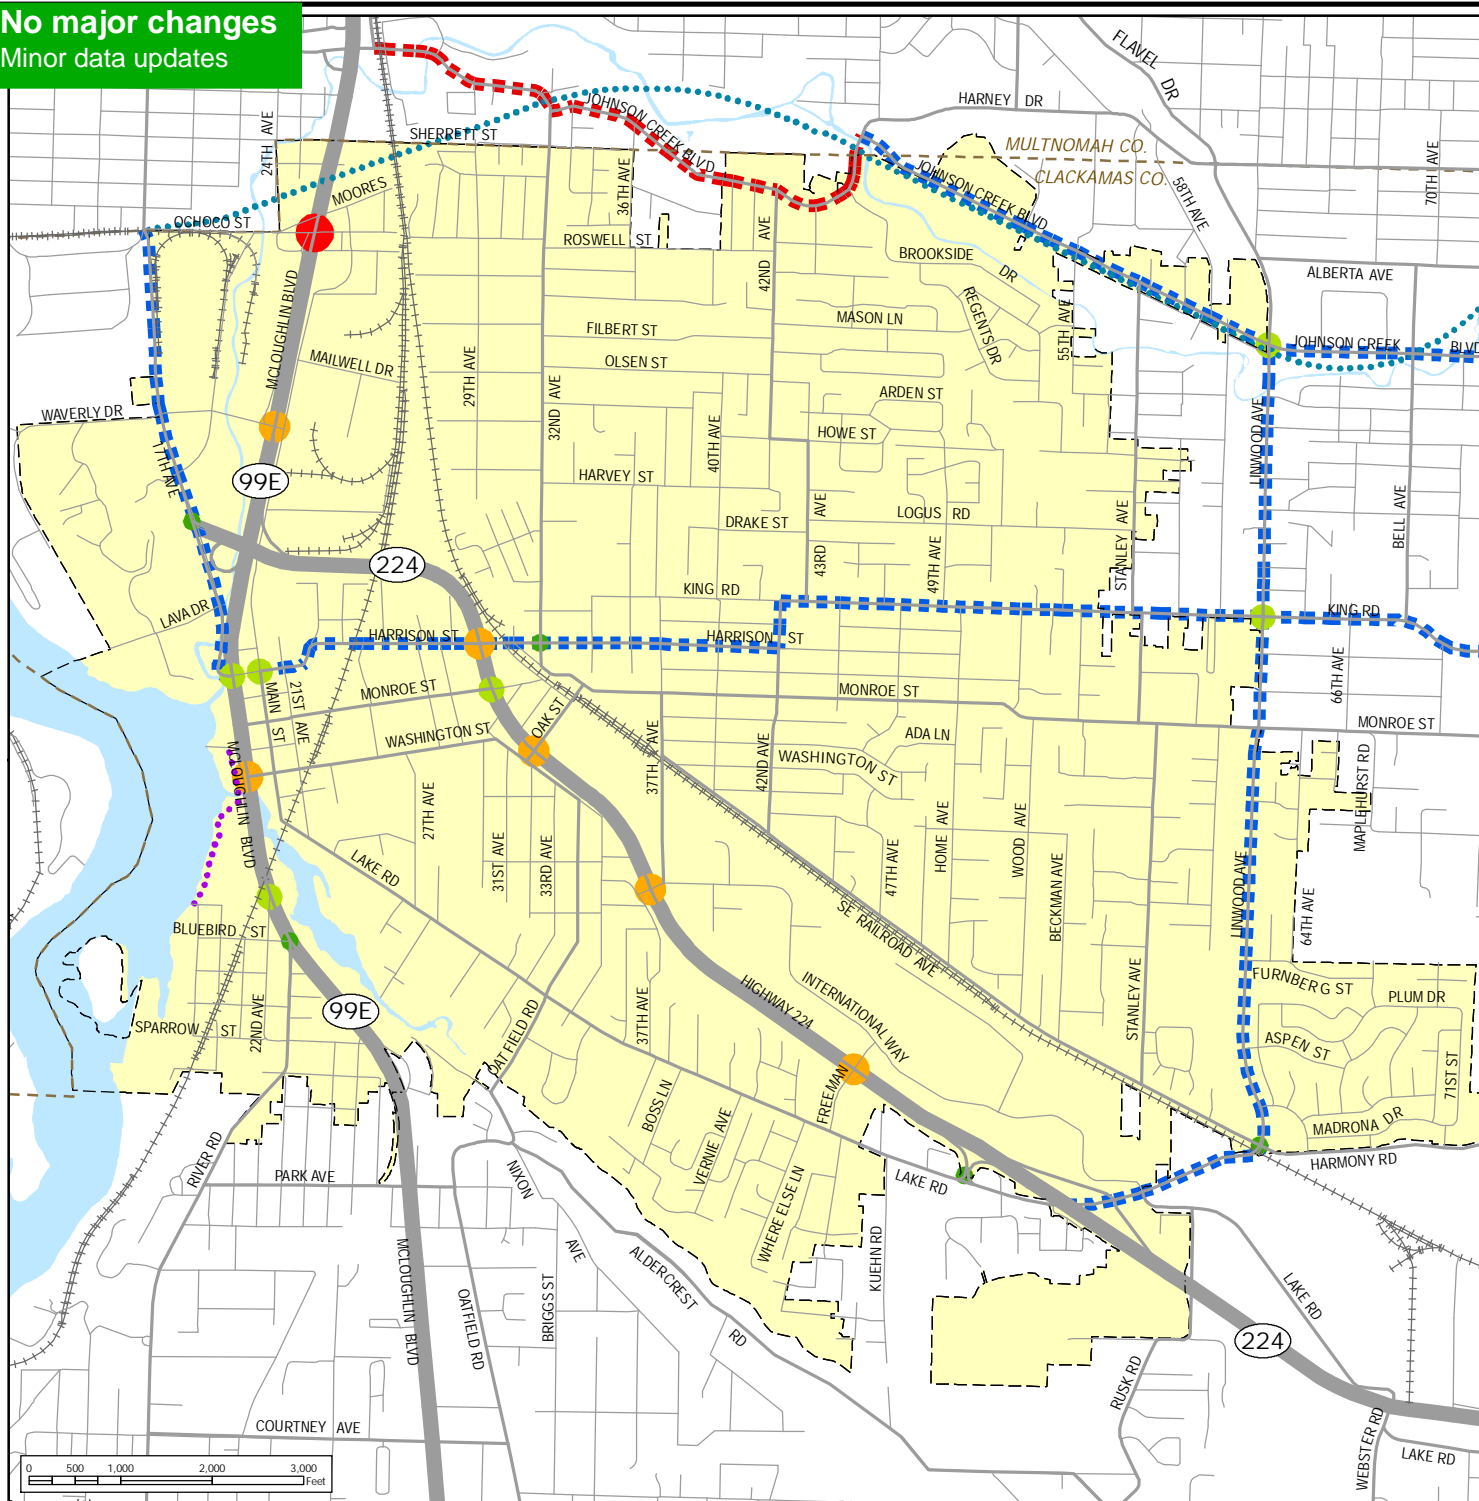 No major changes
Minor data updates
FLAVEL DR
HARNEY DR
JOHNSON CREEK BLVD
SHERRETT ST
24TH AVE
MULTNOMAH CO.
CLACKAMAS CO.
70TH AVE
58TH AVE
36TH AVE
MOORES
OCHOCO ST
JOHNSON CREEK BLVD
ROSWELL ST
42ND AVE
BROOKSIDE DR
ALBERTA AVE
MCLOUGHLIN BLVD
REGENTS DR
55TH AVE
MASON LN
FILBERT ST
JOHNSON CREEK BLVD
MAILWELL DR
29TH AVE
OLSEN ST
32ND AVE
ARDEN ST
WAVERLY DR
40TH AVE
HOWE ST
LINWOOD AVE
17TH AVE
99E
HARVEY ST
43RD AVE
LOGUS RD
DRAKE ST
STANLEY AVE
BELL AVE
224
49TH AVE
KING RD
LAVA DR
KING RD
HARRISON ST
HARRISON ST
66TH AVE
MAIN ST
21ST AVE
MONROE ST
MONROE ST
MONROE ST
OAK ST
WASHINGTON ST
37TH AVE
42ND AVE
ADA LN
WASHINGTON ST
MCLOUGHLIN BLVD
MAPLEHURST RD
27TH AVE
31ST AVE
33RD AVE
LAKE RD
47TH AVE
HOME AVE
WOOD AVE
BECKMAN AVE
LINWOOD AVE
64TH AVE
SE RAILROAD AVE
BLUEBIRD ST
STANLEY AVE
FURNBERG ST
PLUM DR
HIGHWAY 224
INTERNATIONAL WAY
99E
22ND AVE
SPARROW ST
OATFIELD RD
37TH AVE
ASPEN ST
71ST ST
FREEMAN
BOSS LN
VERNIE AVE
MADRONA DR
HARMONY RD
RIVER RD
PARK AVE
NIXON AVE
LAKE RD
WHERE ELSE LN
KUEHN RD
MCLOUGHLIN BLVD
OATFIELD RD
BRIGGS ST
ALDERCREST RD
LAKE RD
224
RUSK RD
COURTNEY AVE
WEBSTER RD
LAKE RD
0 500 1,000 2,000 3,000
Feet